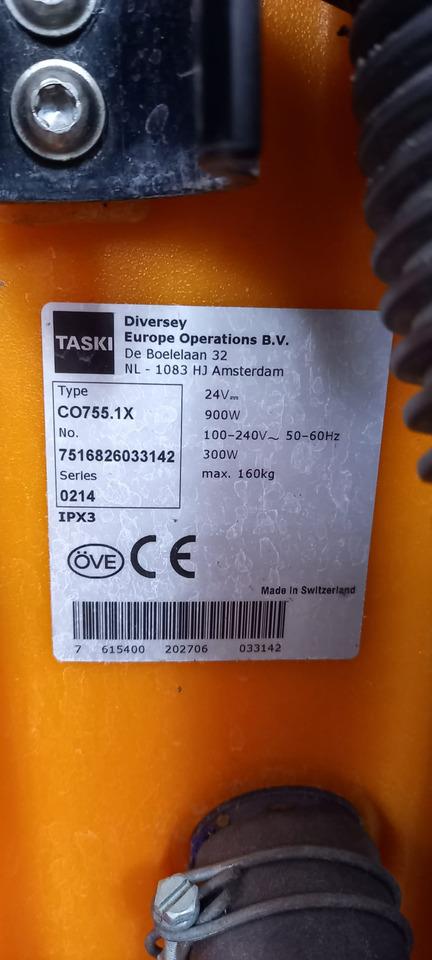 TASKI
Diversey
Europe Operations B.V.
De Boelelaan 32
NL - 1083 HJ Amsterdam
Type
CO755.1X
No.
7516826033142
Series
0214
IPX3
24V⎓
900W
100-240V∼ 50-60Hz
300W
max. 160kg
ÖVE CE
Made in Switzerland
7 615400 202706 033142